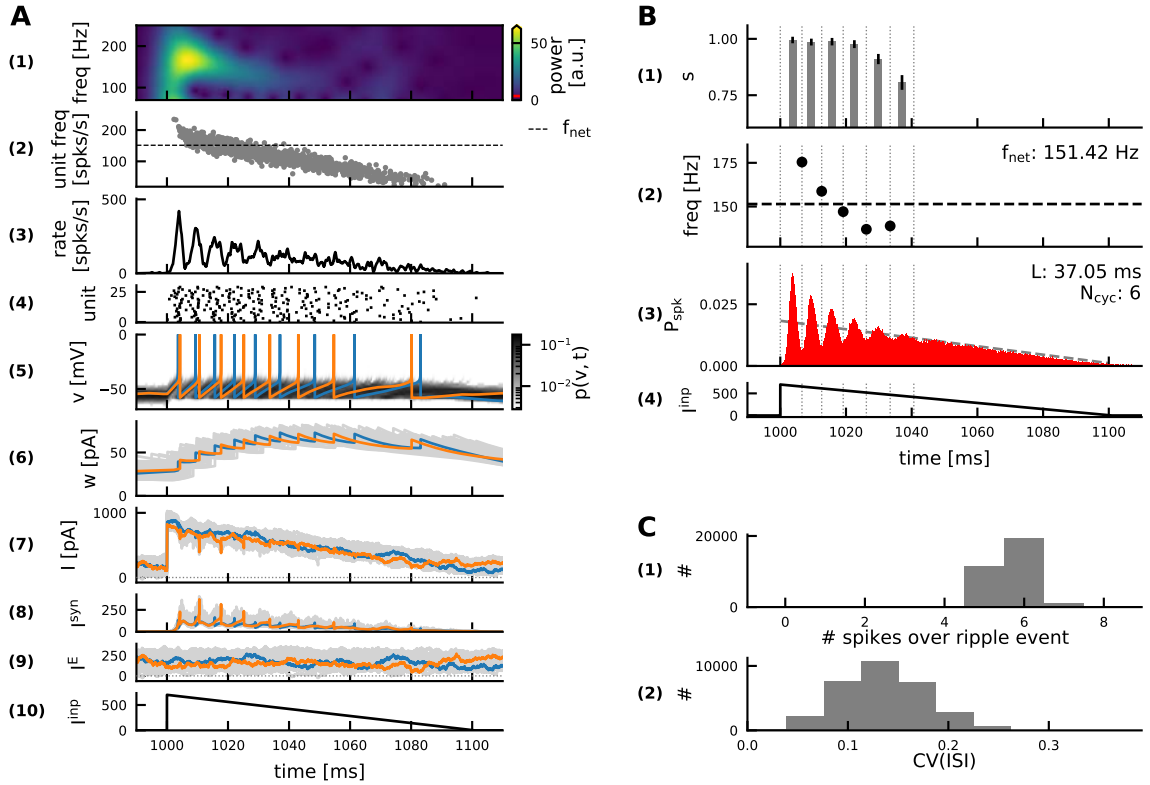 A
(1)
freq [Hz]
200
100
50
0
power
[a.u.]
(2)
unit freq
[spks/s]
200
100
f_net
(3)
rate
[spks/s]
500
0
(4)
unit
25
0
(5)
v [mV]
0
−50
10⁻¹
10⁻²
p(v, t)
(6)
w [pA]
50
0
(7)
I [pA]
1000
0
(8)
I^syn
250
0
(9)
I^E
250
0
(10)
I^inp
500
0
1000 1020 1040 1060 1080 1100
time [ms]
B
(1)
s
1.00
0.75
(2)
freq [Hz]
175
150
f_net: 151.42 Hz
(3)
P_spk
0.025
0.000
L: 37.05 ms
N_cyc: 6
(4)
I^inp
500
0
1000 1020 1040 1060 1080 1100
time [ms]
C
(1)
#
20000
0
0 2 4 6 8
# spikes over ripple event
(2)
#
10000
0
0.0 0.1 0.2 0.3
CV(ISI)